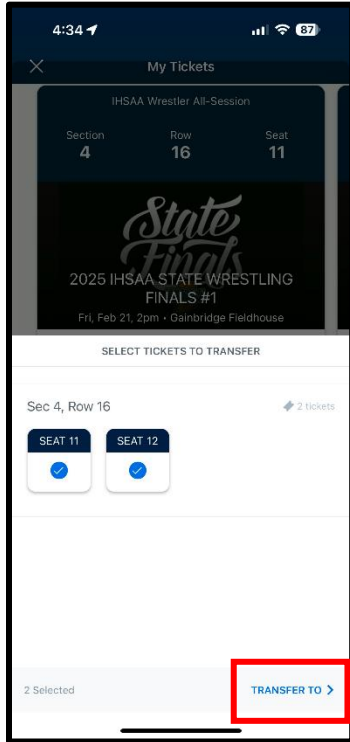 4:34 87
My Tickets
IHSAA Wrestler All-Session
Section Row Seat
4 16 11
State
Finals
2025 IHSAA STATE WRESTLING
FINALS #1
Fri, Feb 21, 2pm • Gainbridge Fieldhouse
SELECT TICKETS TO TRANSFER
Sec 4, Row 16 2 tickets
SEAT 11 SEAT 12
2 Selected TRANSFER TO >